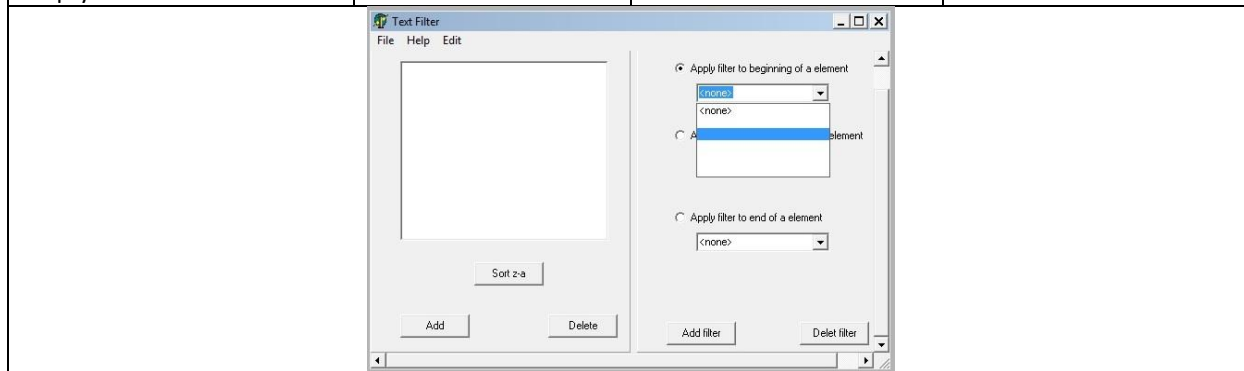 Text Filter
File Help Edit
Apply filter to beginning of a element
<none>
<none>
A element
Apply filter to end of a element
<none>
Sort z-a
Add Delete
Add filter Delet filter